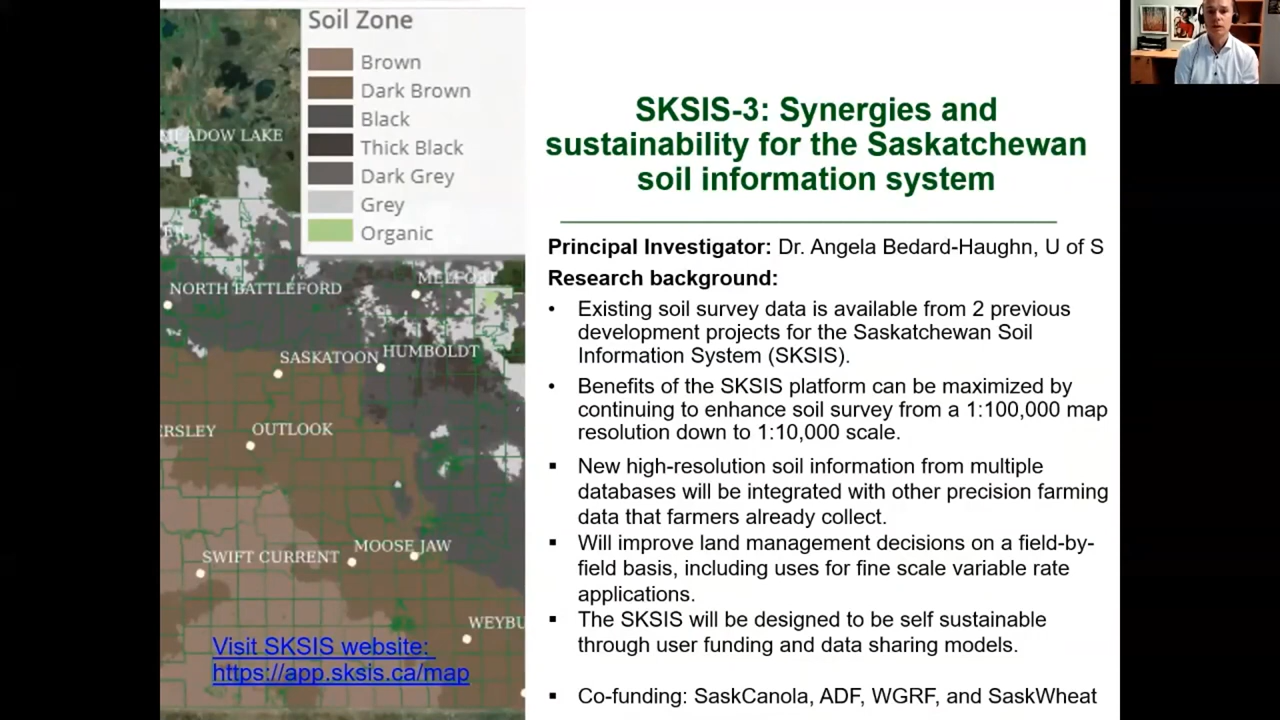 Soil Zone
Brown
Dark Brown
Black
Thick Black
Dark Grey
Grey
Organic
MEADOW LAKE
NORTH BATTLEFORD
MELFORT
SASKATOON
HUMBOLDT
ERSLEY
OUTLOOK
SWIFT CURRENT
MOOSE JAW
WEYBU
Visit SKSIS website:
https://app.sksis.ca/map
SKSIS-3: Synergies and
sustainability for the Saskatchewan
soil information system
Principal Investigator: Dr. Angela Bedard-Haughn, U of S
Research background:
• Existing soil survey data is available from 2 previous
development projects for the Saskatchewan Soil
Information System (SKSIS).
• Benefits of the SKSIS platform can be maximized by
continuing to enhance soil survey from a 1:100,000 map
resolution down to 1:10,000 scale.
▪ New high-resolution soil information from multiple
databases will be integrated with other precision farming
data that farmers already collect.
▪ Will improve land management decisions on a field-by-
field basis, including uses for fine scale variable rate
applications.
▪ The SKSIS will be designed to be self sustainable
through user funding and data sharing models.
▪ Co-funding: SaskCanola, ADF, WGRF, and SaskWheat